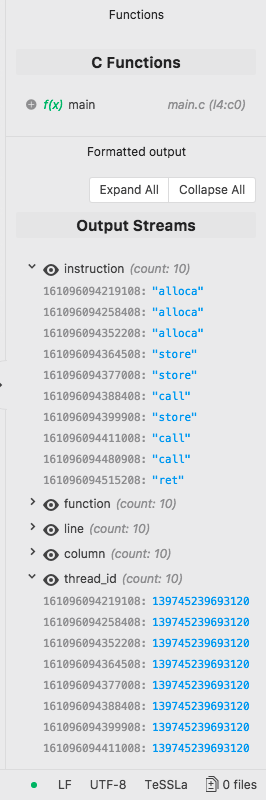 Functions
C Functions
f(x) main main.c (l4:c0)
Formatted output
Expand All Collapse All
Output Streams
instruction (count: 10)
161096094219108: "alloca"
161096094258408: "alloca"
161096094352208: "alloca"
161096094364508: "store"
161096094377008: "store"
161096094388408: "call"
161096094399908: "store"
161096094411008: "call"
161096094480908: "call"
161096094515208: "ret"
function (count: 10)
line (count: 10)
column (count: 10)
thread_id (count: 10)
161096094219108: 139745239693120
161096094258408: 139745239693120
161096094352208: 139745239693120
161096094364508: 139745239693120
161096094377008: 139745239693120
161096094388408: 139745239693120
161096094399908: 139745239693120
161096094411008: 139745239693120
LF UTF-8 TeSSLa 0 files